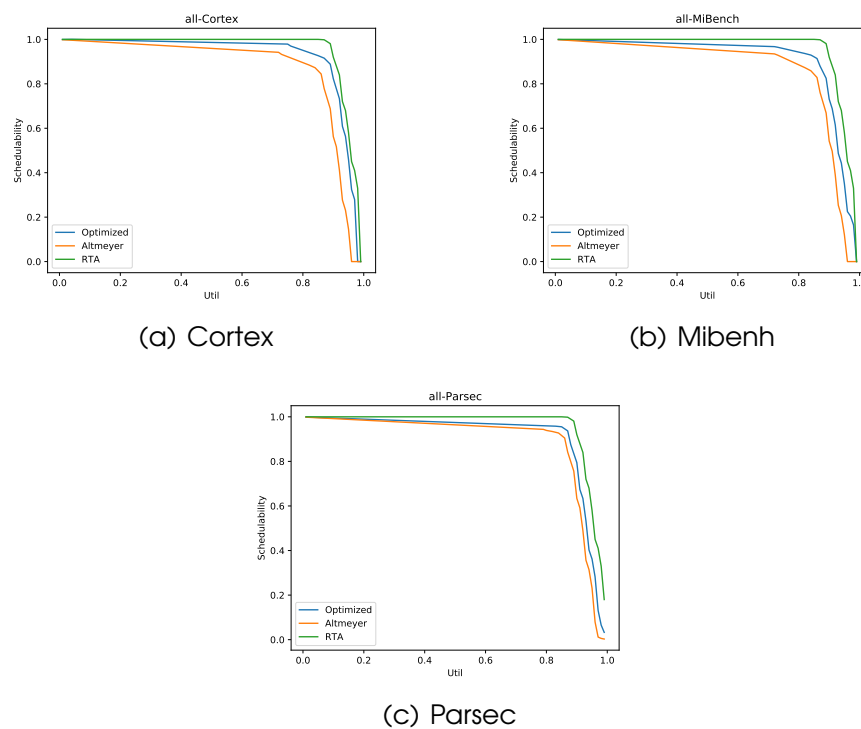 all-Cortex
1.0
0.8
0.6
0.4
0.2
0.0
Schedulability
Optimized
Altmeyer
RTA
0.0 0.2 0.4 0.6 0.8 1.0
Util
(a) Cortex
all-MiBench
1.0
0.8
0.6
0.4
0.2
0.0
Schedulability
Optimized
Altmeyer
RTA
0.0 0.2 0.4 0.6 0.8 1.0
Util
(b) Mibenh
all-Parsec
1.0
0.8
0.6
0.4
0.2
0.0
Schedulability
Optimized
Altmeyer
RTA
0.0 0.2 0.4 0.6 0.8 1.0
Util
(c) Parsec